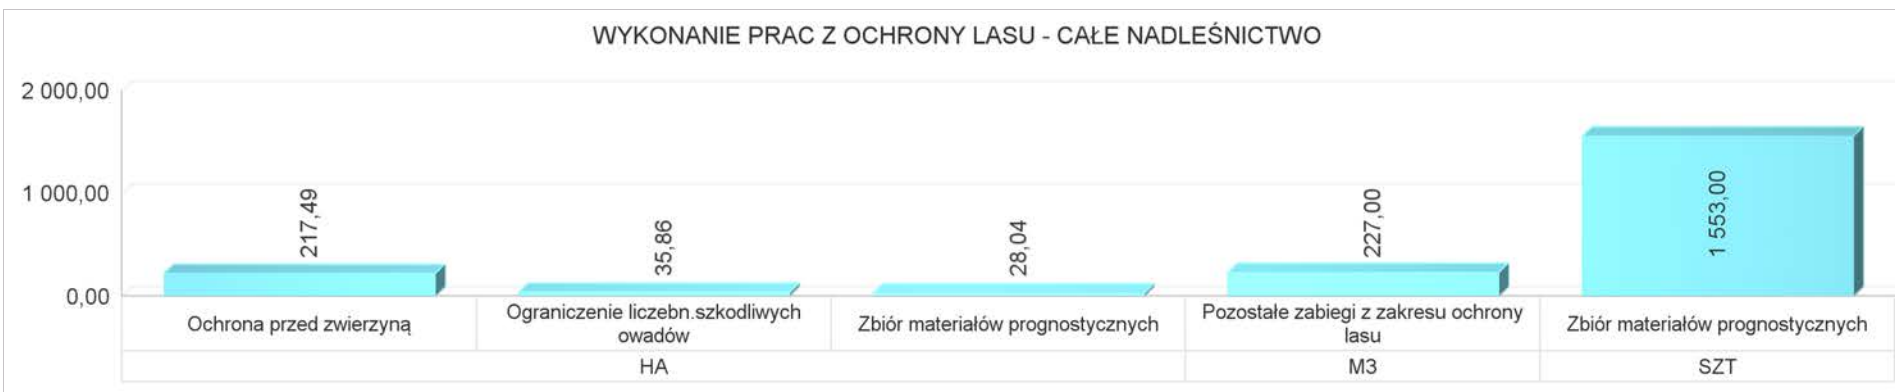 WYKONANIE PRAC Z OCHRONY LASU - CAŁE NADLEŚNICTWO
2 000,00
1 000,00
0,00
217,49
35,86
28,04
227,00
1 553,00
Ochrona przed zwierzyną
Ograniczenie liczebn.szkodliwych
owadów
Zbiór materiałów prognostycznych
Pozostałe zabiegi z zakresu ochrony
lasu
Zbiór materiałów prognostycznych
HA
M3
SZT